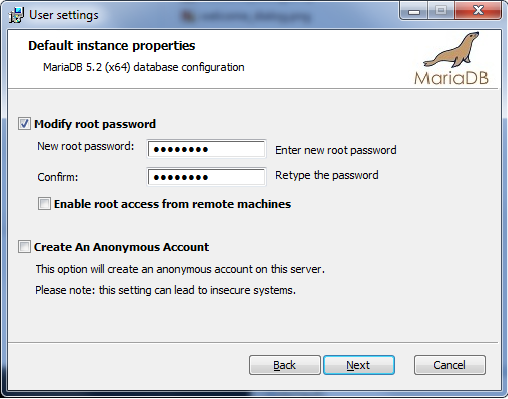 welcome_dialog.png
User settings
Default instance properties
MariaDB 5.2 (x64) database configuration
MariaDB
Modify root password
New root password: ●●●●●●●● Enter new root password
Confirm: ●●●●●●●● Retype the password
Enable root access from remote machines
Create An Anonymous Account
This option will create an anonymous account on this server.
Please note: this setting can lead to insecure systems.
Back Next Cancel